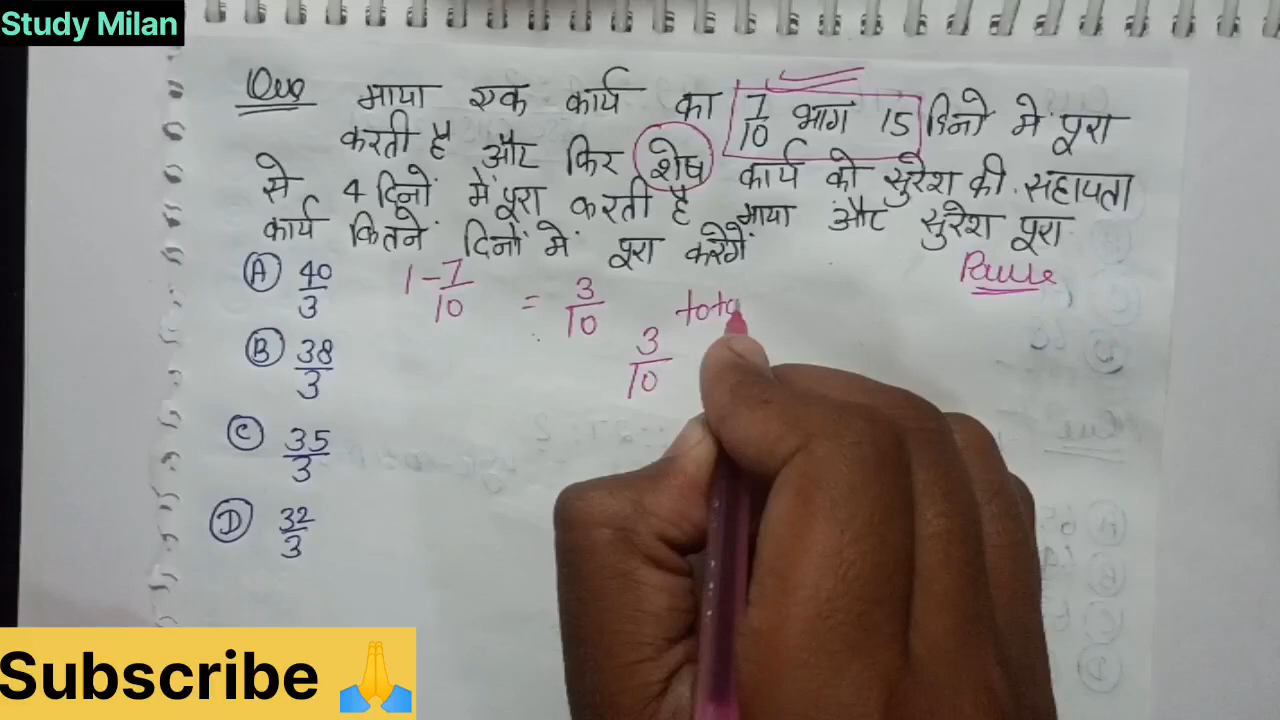 Study Milan
Que माया एक कार्य का 7/10 भाग 15 दिनो मे पूरा
करती है और फिर शेष कार्य को सुरेश की सहायता
से 4 दिनों में पूरा करती है माया और सुरेश पूरा
कार्य कितने दिनों में पूरा करेगें
Pause
(A) 40/3
1 - 7/10 = 3/10
3/10 tota
(B) 38/3
(C) 35/3
(D) 32/3
Subscribe 🙏